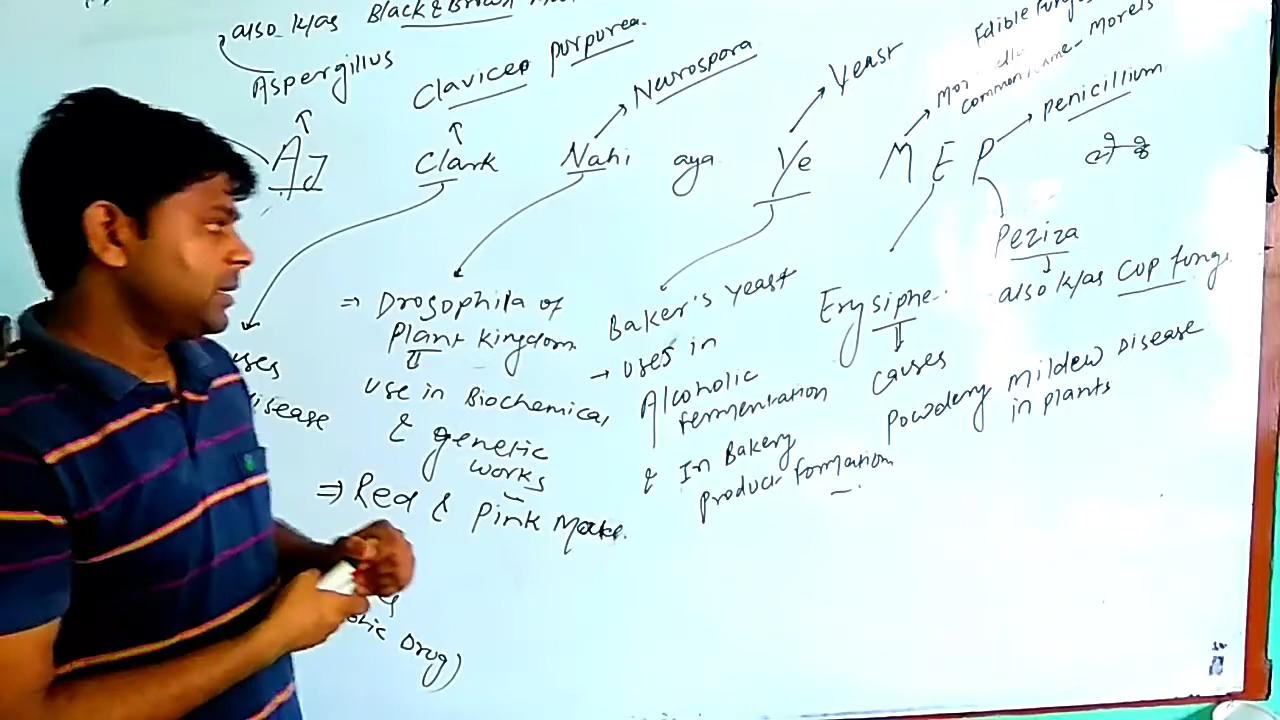 also k/as Black & Brown
Aspergillus
Claviceps purpurea
Neurospora
Yeast
Edible Fungi
common name - Morels
Penicillium
AJ Clark Nahi aya Ye M E P
Peziza
also k/as Cup fungi
Erysiphe
causes
Powdery Mildew Disease
in plants
Baker's yeast
→ uses in
Alcoholic
fermentation
& In Bakery
product formation
⇒ Drosophila of
Plant kingdom
use in Biochemical
& genetic
works
⇒ Red & Pink
Disease
Drug)